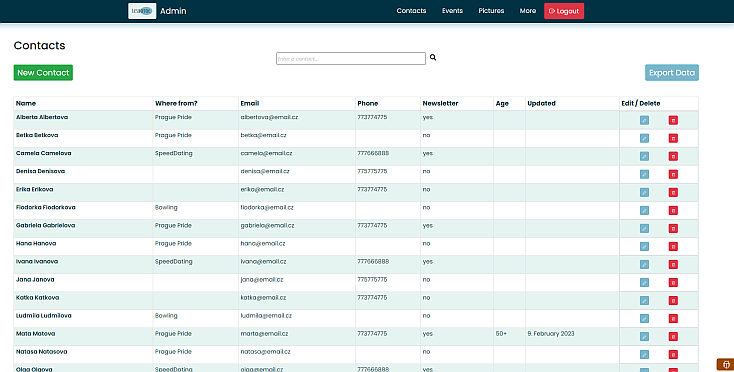 Admin Contacts Events Pictures More Logout
Contacts
Enter a contact...
New Contact Export Data
Name Where from? Email Phone Newsletter Age Updated Edit / Delete
Alberta Albertova Prague Pride albertova@email.cz 773774775 yes
Betka Betkova Prague Pride betka@email.cz no
Camela Camelova SpeedDating camela@email.cz 777666888 yes
Denisa Denisova denisa@email.cz 775775775 no
Erika Erikova erika@email.cz 773774775 no
Fiodorka Fiodorkova Bowling fiodorka@email.cz no
Gabriela Gabrielova Prague Pride gabriela@email.cz 773774775 yes
Hana Hanova Prague Pride hana@email.cz no
Ivana Ivanova SpeedDating ivana@email.cz 777666888 yes
Jana Janova jana@email.cz 775775775 no
Katka Katkova katka@email.cz 773774775 no
Ludmila Ludmilova Bowling ludmila@email.cz no
Mata Matova Prague Pride marta@email.cz 773774775 yes 50+ 9. February 2023
Natasa Natasova Prague Pride natasa@email.cz no
Olga Olgova SpeedDating olga@email.cz 777666888 yes